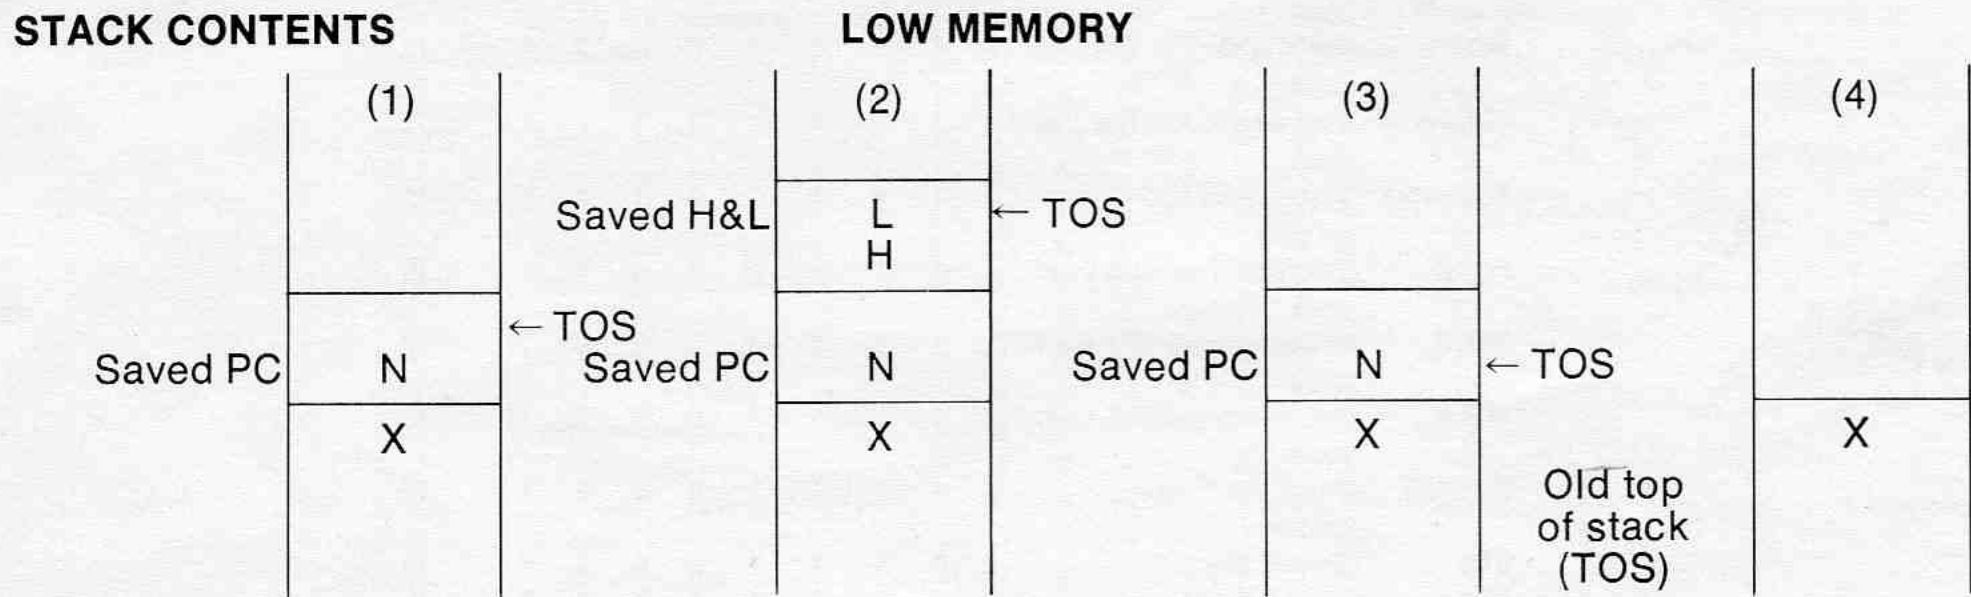 STACK CONTENTS
LOW MEMORY
(1)
(2)
(3)
(4)
Saved H&L
L
← TOS
H
← TOS
Saved PC
N
Saved PC
N
Saved PC
N
← TOS
X
X
X
X
Old top
of stack
(TOS)